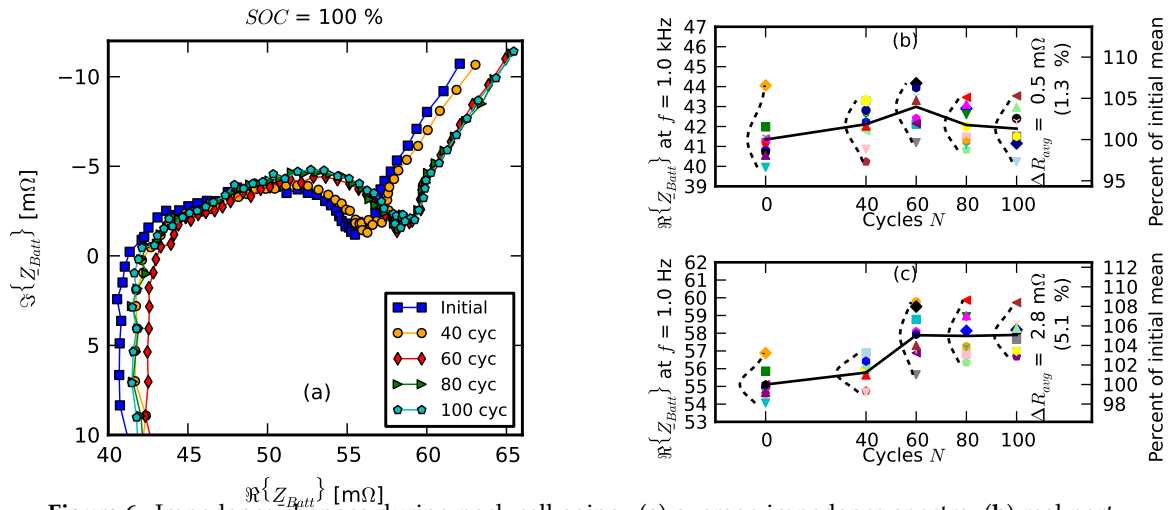 SOC = 100 %
−10
−5
0
5
10
40
45
50
55
60
65
ℑ{Z_Batt} [mΩ]
ℜ{Z_Batt} [mΩ]
Initial
40 cyc
60 cyc
80 cyc
100 cyc
(a)
47
46
45
44
43
42
41
40
39
ℜ{Z_Batt} at f = 1.0 kHz
(b)
ΔR_avg = 0.5 mΩ
(1.3 %)
110
105
100
95
Percent of initial mean
0
40
60
80
100
Cycles N
62
61
60
59
58
57
56
55
54
53
ℜ{Z_Batt} at f = 1.0 Hz
(c)
ΔR_avg = 2.8 mΩ
(5.1 %)
112
110
108
106
104
102
100
98
Percent of initial mean
0
40
60
80
100
Cycles N